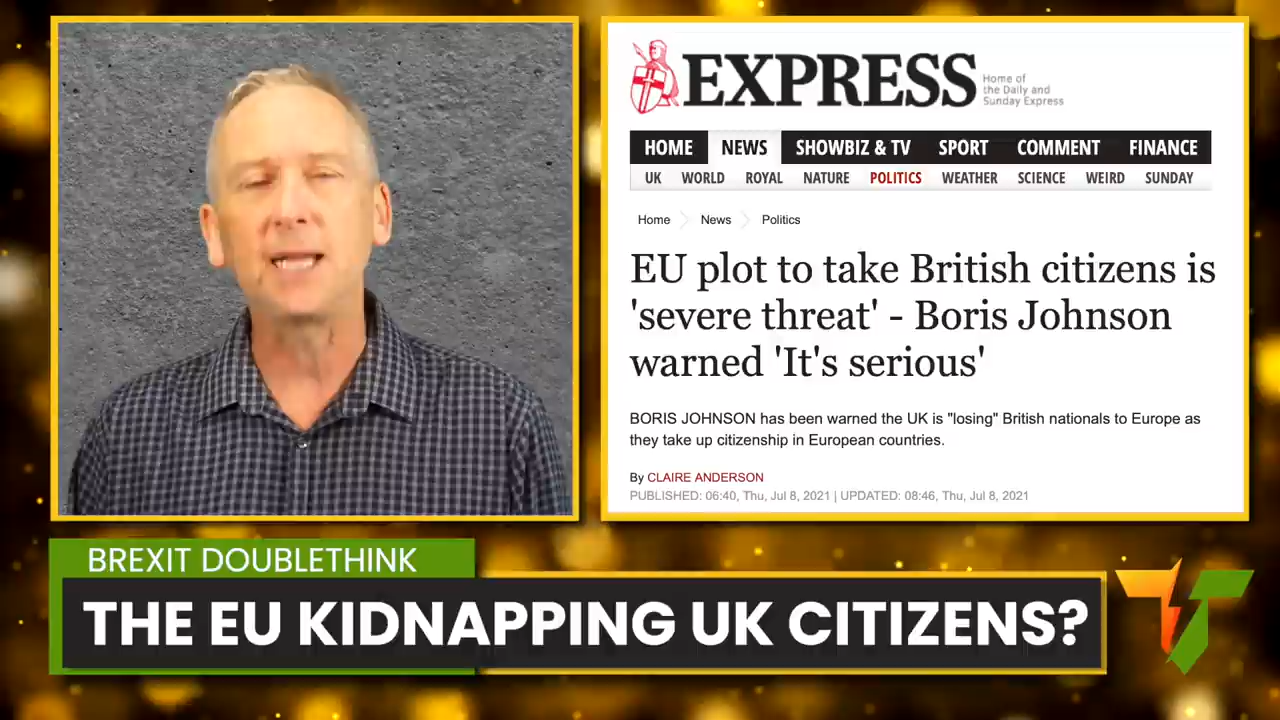 EXPRESS
Home of
the Daily and
Sunday Express
HOME NEWS SHOWBIZ & TV SPORT COMMENT FINANCE
UK WORLD ROYAL NATURE POLITICS WEATHER SCIENCE WEIRD SUNDAY
Home News Politics
EU plot to take British citizens is
'severe threat' - Boris Johnson
warned 'It's serious'
BORIS JOHNSON has been warned the UK is "losing" British nationals to Europe as
they take up citizenship in European countries.
By CLAIRE ANDERSON
PUBLISHED: 06:40, Thu, Jul 8, 2021 | UPDATED: 08:46, Thu, Jul 8, 2021
BREXIT DOUBLETHINK
THE EU KIDNAPPING UK CITIZENS?